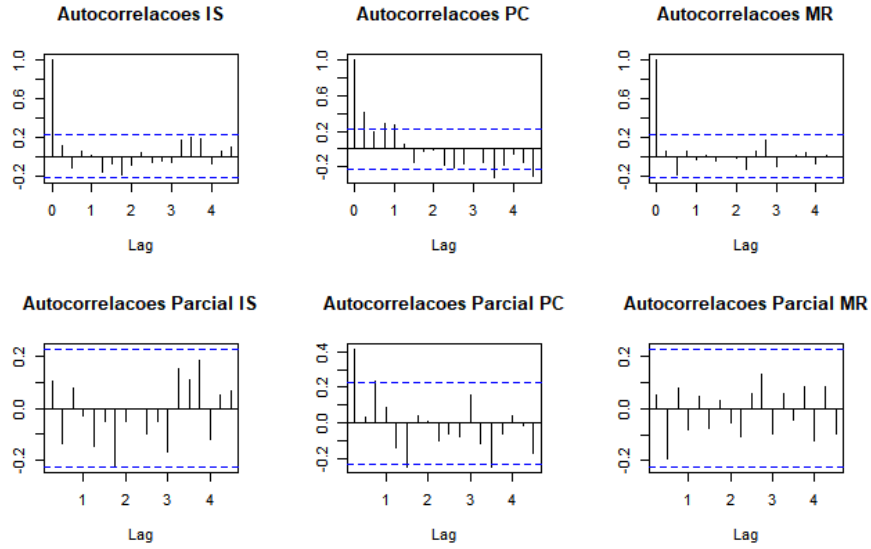 Autocorrelacoes IS
Autocorrelacoes PC
Autocorrelacoes MR
1.0
0.6
0.2
-0.2
0 1 2 3 4
Lag
1.0
0.6
0.2
-0.2
0 1 2 3 4
Lag
1.0
0.6
0.2
-0.2
0 1 2 3 4
Lag
Autocorrelacoes Parcial IS
Autocorrelacoes Parcial PC
Autocorrelacoes Parcial MR
0.2
0.0
-0.2
1 2 3 4
Lag
0.4
0.2
0.0
-0.2
1 2 3 4
Lag
0.2
0.0
-0.2
1 2 3 4
Lag